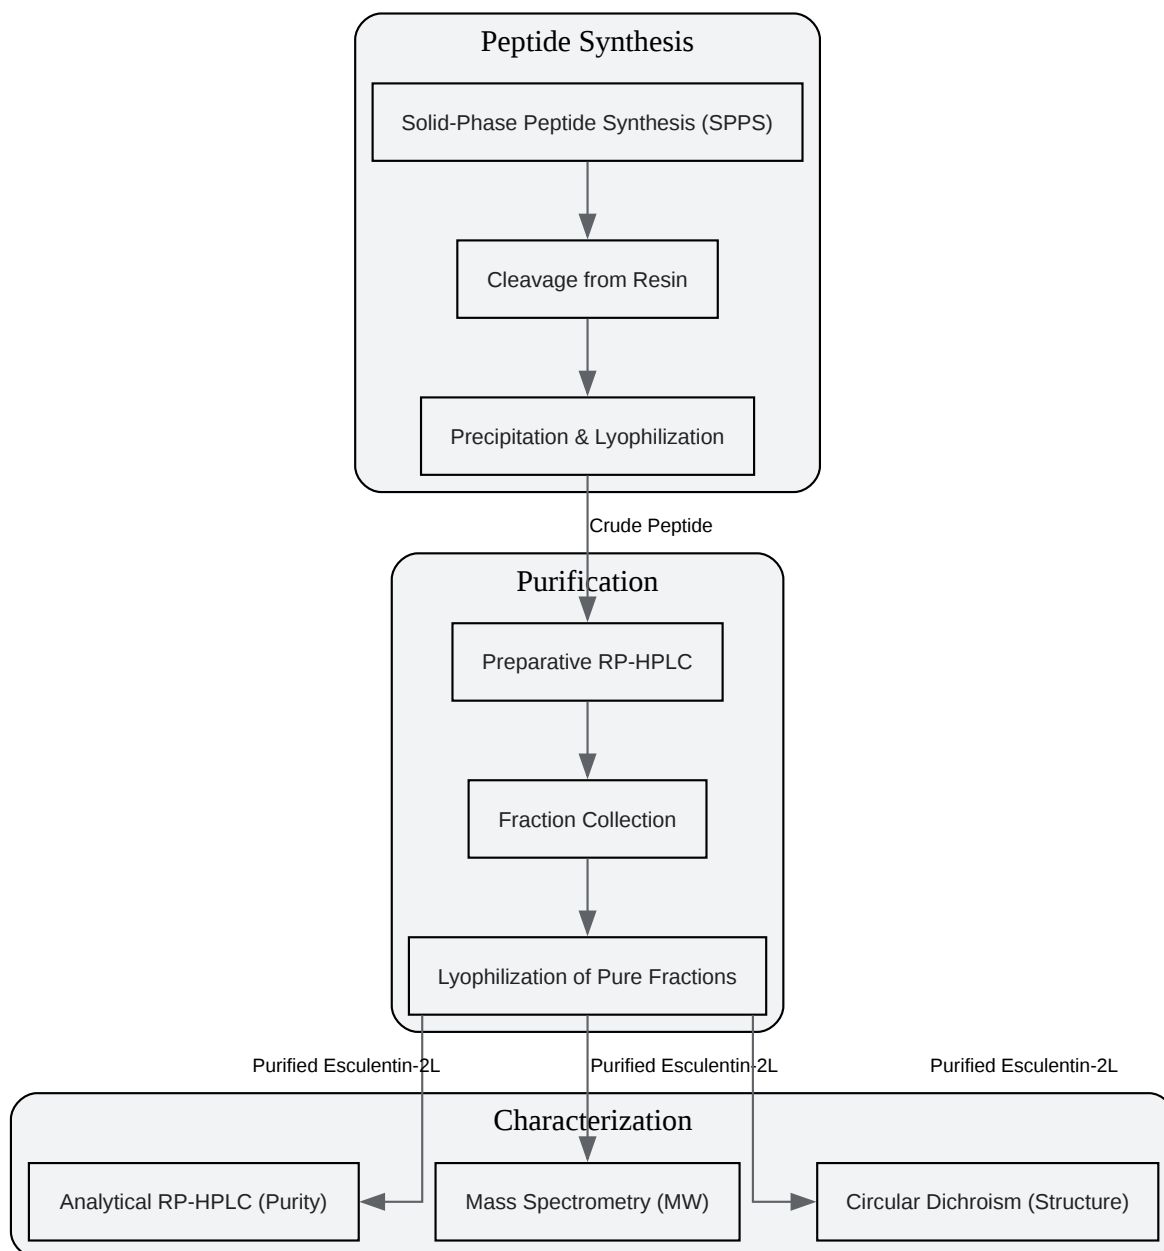 Peptide Synthesis
Solid-Phase Peptide Synthesis (SPPS)
Cleavage from Resin
Precipitation & Lyophilization
Crude Peptide
Purification
Preparative RP-HPLC
Fraction Collection
Lyophilization of Pure Fractions
Purified Esculentin-2L
Purified Esculentin-2L
Purified Esculentin-2L
Characterization
Analytical RP-HPLC (Purity)
Mass Spectrometry (MW)
Circular Dichroism (Structure)